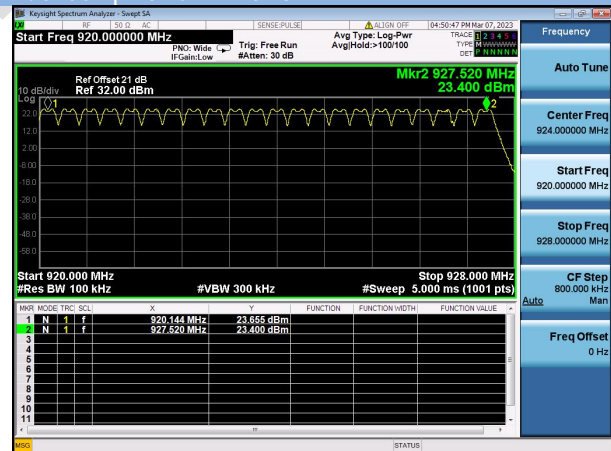 Keysight Spectrum Analyzer - Swept SA
RF 50 Ω AC SENSE:PULSE ALIGN OFF 04:50:47 PM Mar 07, 2023
Start Freq 920.000000 MHz
PNO: Wide
IFGain:Low
Trig: Free Run
#Atten: 30 dB
Avg Type: Log-Pwr
Avg|Hold:>100/100
TRACE 1 2 3 4 5 6
TYPE M W W W W W
DET P N N N N N
Ref Offset 21 dB
Ref 32.00 dBm
10 dB/div
Log
Mkr2 927.520 MHz
23.400 dBm
1
2
22.0
12.0
2.00
-8.00
-18.0
-28.0
-38.0
-48.0
-58.0
Start 920.000 MHz
Stop 928.000 MHz
#Res BW 100 kHz
#VBW 300 kHz
#Sweep 5.000 ms (1001 pts)
MKR MODE TRC SCL X Y FUNCTION FUNCTION WIDTH FUNCTION VALUE
1 N 1 f 920.144 MHz 23.655 dBm
2 N 1 f 927.520 MHz 23.400 dBm
3
4
5
6
7
8
9
10
11
MSG
STATUS
Frequency
Auto Tune
Center Freq
924.000000 MHz
Start Freq
920.000000 MHz
Stop Freq
928.000000 MHz
CF Step
800.000 kHz
Auto Man
Freq Offset
0 Hz